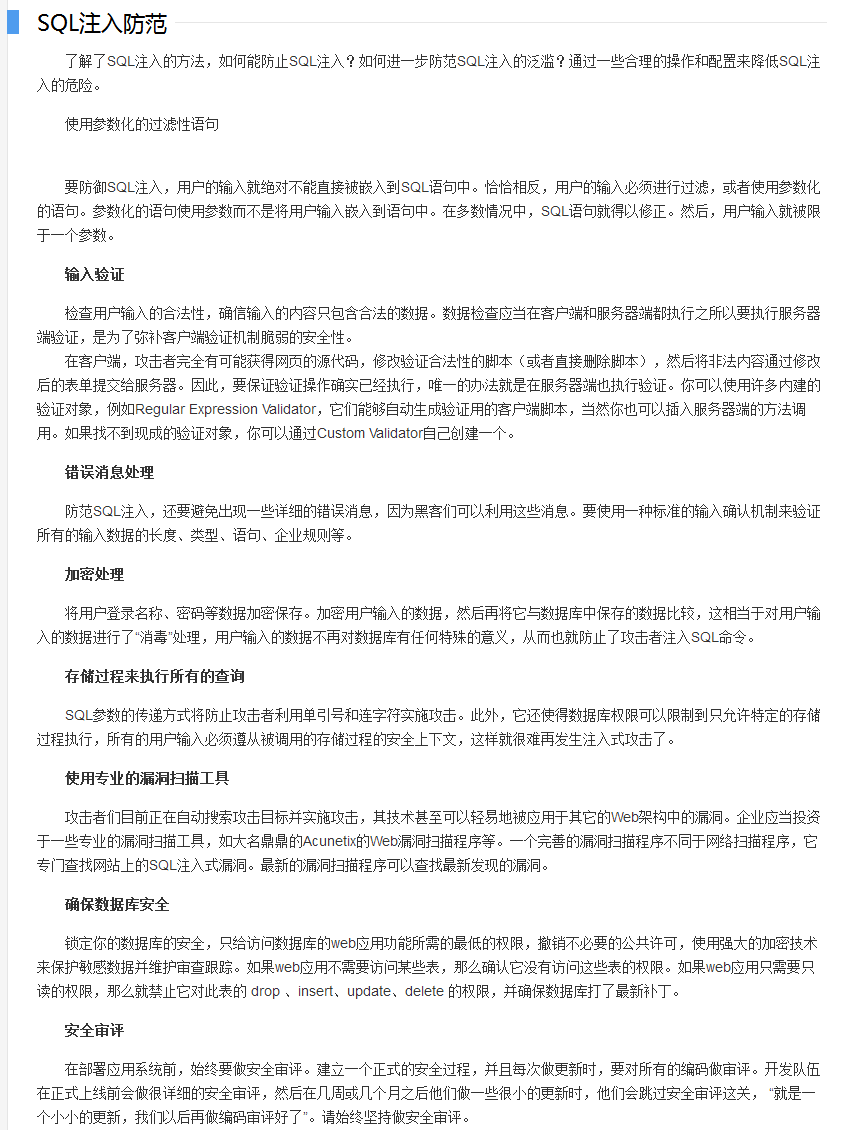 SQL注入防范
了解了SQL注入的方法，如何能防止SQL注入？如何进一步防范SQL注入的泛滥？通过一些合理的操作和配置来降低SQL注
入的危险。
使用参数化的过滤性语句
要防御SQL注入，用户的输入就绝对不能直接被嵌入到SQL语句中。恰恰相反，用户的输入必须进行过滤，或者使用参数化
的语句。参数化的语句使用参数而不是将用户输入嵌入到语句中。在多数情况中，SQL语句就得以修正。然后，用户输入就被限
于一个参数。
输入验证
检查用户输入的合法性，确信输入的内容只包含合法的数据。数据检查应当在客户端和服务器端都执行之所以要执行服务器
端验证，是为了弥补客户端验证机制脆弱的安全性。
在客户端，攻击者完全有可能获得网页的源代码，修改验证合法性的脚本（或者直接删除脚本），然后将非法内容通过修改
后的表单提交给服务器。因此，要保证验证操作确实已经执行，唯一的办法就是在服务器端也执行验证。你可以使用许多内建的
验证对象，例如Regular Expression Validator，它们能够自动生成验证用的客户端脚本，当然你也可以插入服务器端的方法调
用。如果找不到现成的验证对象，你可以通过Custom Validator自己创建一个。
错误消息处理
防范SQL注入，还要避免出现一些详细的错误消息，因为黑客们可以利用这些消息。要使用一种标准的输入确认机制来验证
所有的输入数据的长度、类型、语句、企业规则等。
加密处理
将用户登录名称、密码等数据加密保存。加密用户输入的数据，然后再将它与数据库中保存的数据比较，这相当于对用户输
入的数据进行了“消毒”处理，用户输入的数据不再对数据库有任何特殊的意义，从而也就防止了攻击者注入SQL命令。
存储过程来执行所有的查询
SQL参数的传递方式将防止攻击者利用单引号和连字符实施攻击。此外，它还使得数据库权限可以限制到只允许特定的存储
过程执行，所有的用户输入必须遵从被调用的存储过程的安全上下文，这样就很难再发生注入式攻击了。
使用专业的漏洞扫描工具
攻击者们目前正在自动搜索攻击目标并实施攻击，其技术甚至可以轻易地被应用于其它的Web架构中的漏洞。企业应当投资
于一些专业的漏洞扫描工具，如大名鼎鼎的Acunetix的Web漏洞扫描程序等。一个完善的漏洞扫描程序不同于网络扫描程序，它
专门查找网站上的SQL注入式漏洞。最新的漏洞扫描程序可以查找最新发现的漏洞。
确保数据库安全
锁定你的数据库的安全，只给访问数据库的web应用功能所需的最低的权限，撤销不必要的公共许可，使用强大的加密技术
来保护敏感数据并维护审查跟踪。如果web应用不需要访问某些表，那么确认它没有访问这些表的权限。如果web应用只需要只
读的权限，那么就禁止它对此表的 drop 、insert、update、delete 的权限，并确保数据库打了最新补丁。
安全审评
在部署应用系统前，始终要做安全审评。建立一个正式的安全过程，并且每次做更新时，要对所有的编码做审评。开发队伍
在正式上线前会做很详细的安全审评，然后在几周或几个月之后他们做一些很小的更新时，他们会跳过安全审评这关， “就是一
个小小的更新，我们以后再做编码审评好了”。请始终坚持做安全审评。